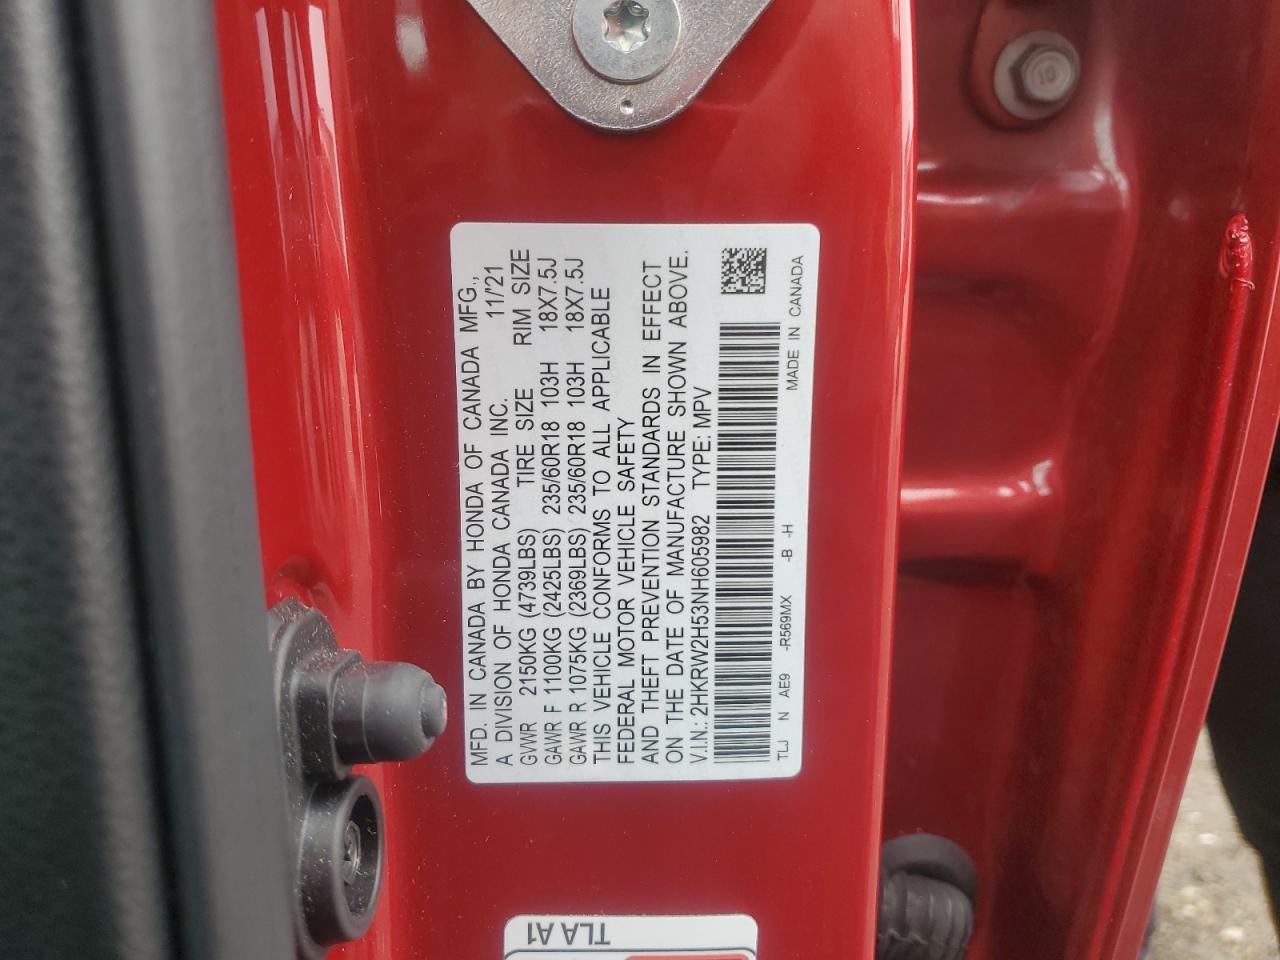 MFD. IN CANADA BY HONDA OF CANADA MFG.,
A DIVISION OF HONDA CANADA INC. 11/'21
GVWR 2150KG (4739LBS) TIRE SIZE RIM SIZE
GAWR F 1100KG (2425LBS) 235/60R18 103H 18X7.5J
GAWR R 1075KG (2369LBS) 235/60R18 103H 18X7.5J
THIS VEHICLE CONFORMS TO ALL APPLICABLE
FEDERAL MOTOR VEHICLE SAFETY
AND THEFT PREVENTION STANDARDS IN EFFECT
ON THE DATE OF MANUFACTURE SHOWN ABOVE.
V.I.N.: 2HKRW2H53NH605982 TYPE: MPV
TLJ N AE9 -R569MX -B -H MADE IN CANADA
TLA A1
10